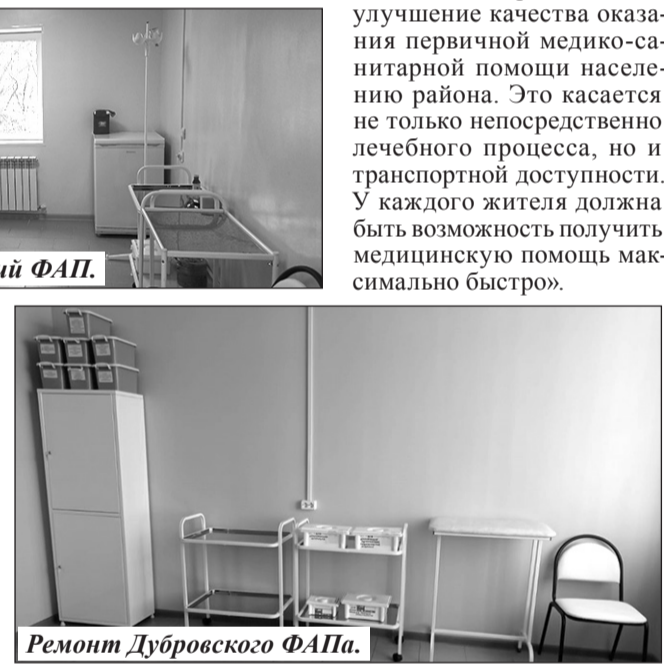 улучшение качества оказа-
ния первичной медико-са-
нитарной помощи населе-
нию района. Это касается
не только непосредственно
лечебного процесса, но и
транспортной доступности.
У каждого жителя должна
быть возможность получить
медицинскую помощь мак-
симально быстро».
ФАП.
Ремонт Дубровского ФАПа.